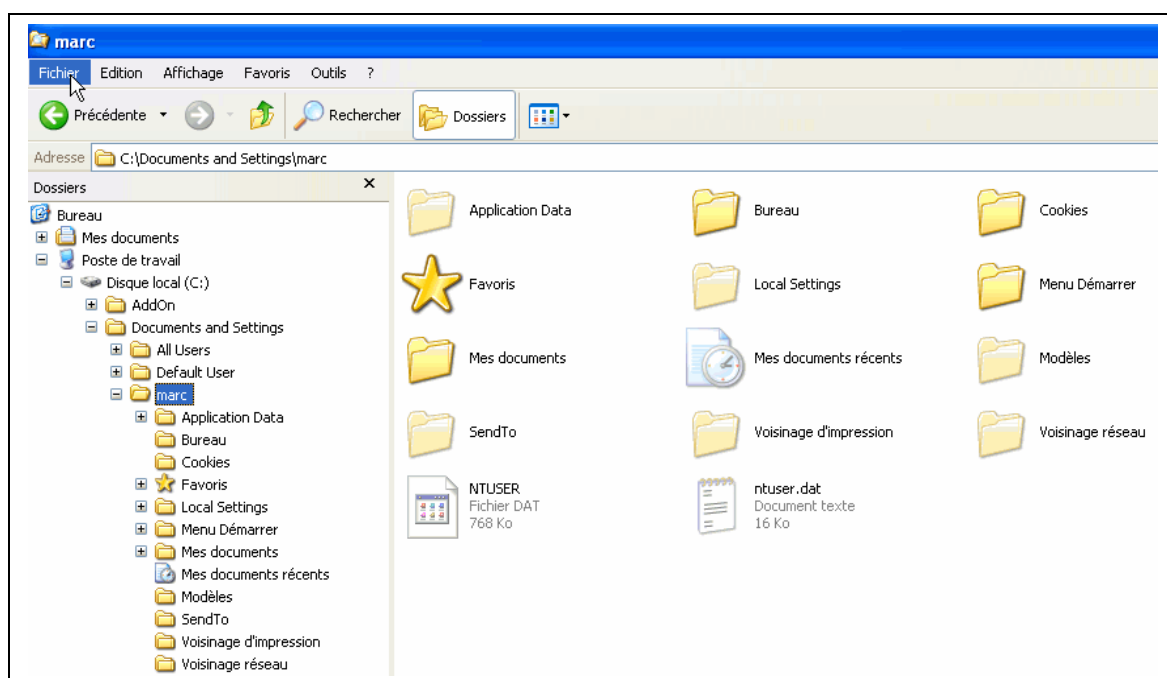 marc
Fichier Edition Affichage Favoris Outils ?
Précédente Rechercher Dossiers
Adresse C:\Documents and Settings\marc
Dossiers
Bureau
Mes documents
Poste de travail
Disque local (C:)
AddOn
Documents and Settings
All Users
Default User
marc
Application Data
Bureau
Cookies
Favoris
Local Settings
Menu Démarrer
Mes documents
Mes documents récents
Modèles
SendTo
Voisinage d'impression
Voisinage réseau
Application Data Bureau Cookies
Favoris Local Settings Menu Démarrer
Mes documents Mes documents récents Modèles
SendTo Voisinage d'impression Voisinage réseau
NTUSER
Fichier DAT
768 Ko
ntuser.dat
Document texte
16 Ko